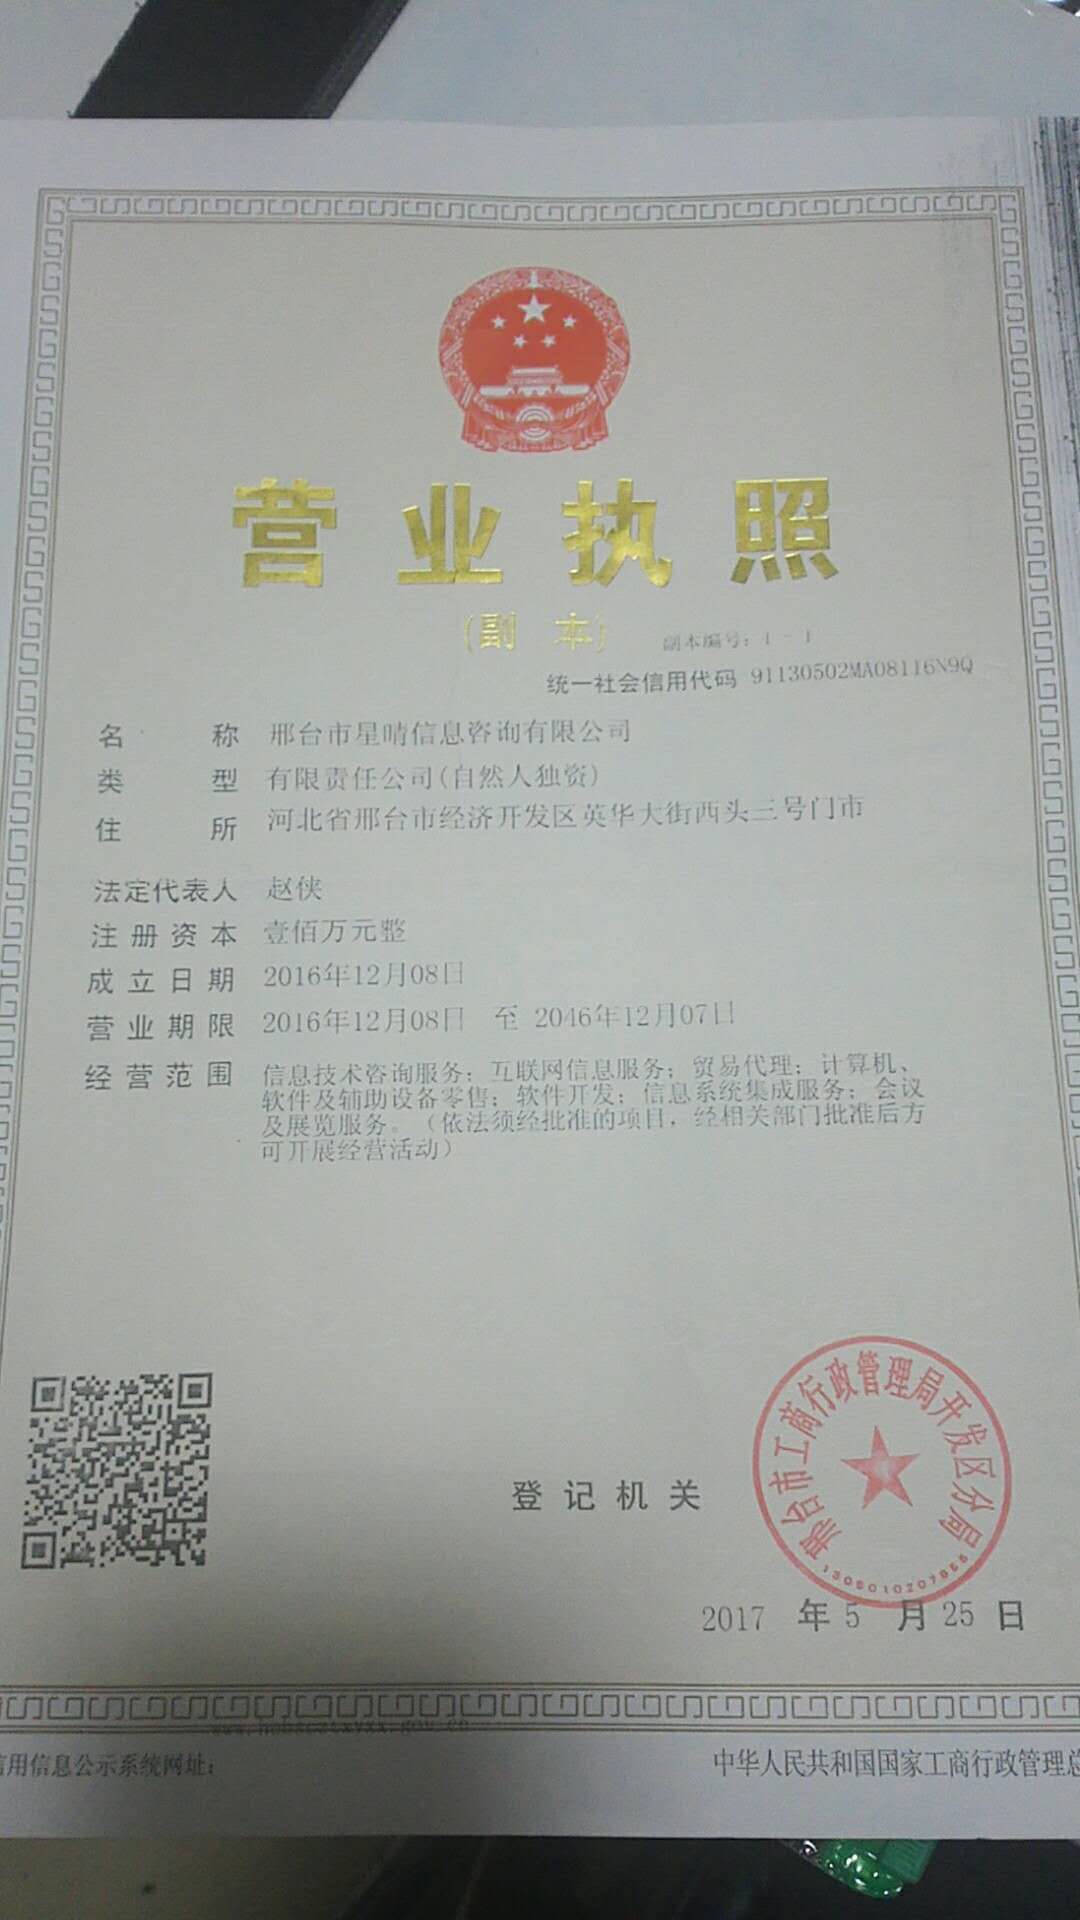 营业执照
(副 本)
副本编号：1－1
统一社会信用代码 91130502MA08116N9Q
名称 邢台市星晴信息咨询有限公司
类型 有限责任公司(自然人独资)
住所 河北省邢台市经济开发区英华大街西头三号门市
法定代表人 赵侠
注册资本 壹佰万元整
成立日期 2016年12月08日
营业期限 2016年12月08日 至 2046年12月07日
经营范围 信息技术咨询服务；互联网信息服务；贸易代理；计算机、
软件及辅助设备零售；软件开发；信息系统集成服务；会议
及展览服务。（依法须经批准的项目，经相关部门批准后方
可开展经营活动）
邢台市工商行政管理局开发区分局
登记机关
2017 年 5 月 25 日
信用信息公示系统网址：
中华人民共和国国家工商行政管理总